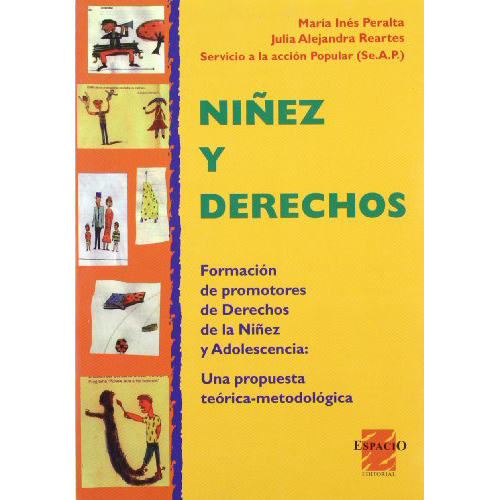 María Inés Peralta
Julia Alejandra Reartes
Servicio a la acción Popular (Se.A.P.)
NIÑEZ
Y
DERECHOS
Formación
de promotores
de Derechos
de la Niñez
y Adolescencia:
Una propuesta
teórica-metodológica
ESPACIO
EDITORIAL